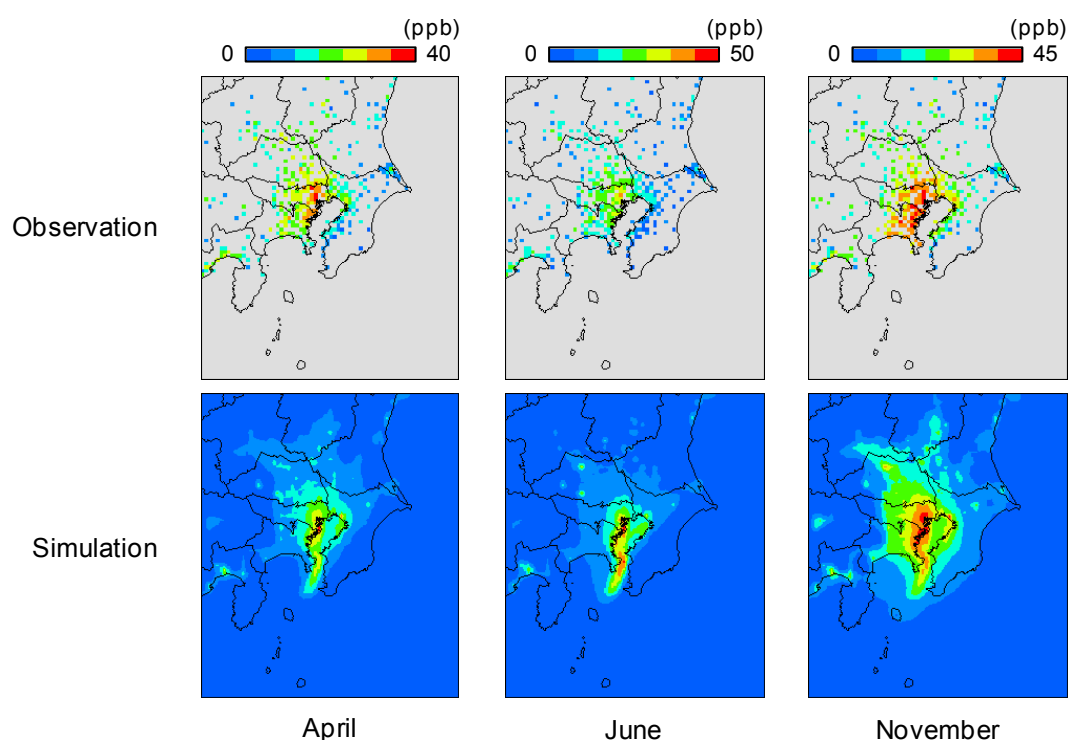 (ppb) (ppb) (ppb)
0 40 0 50 0 45
Observation
Simulation
April June November